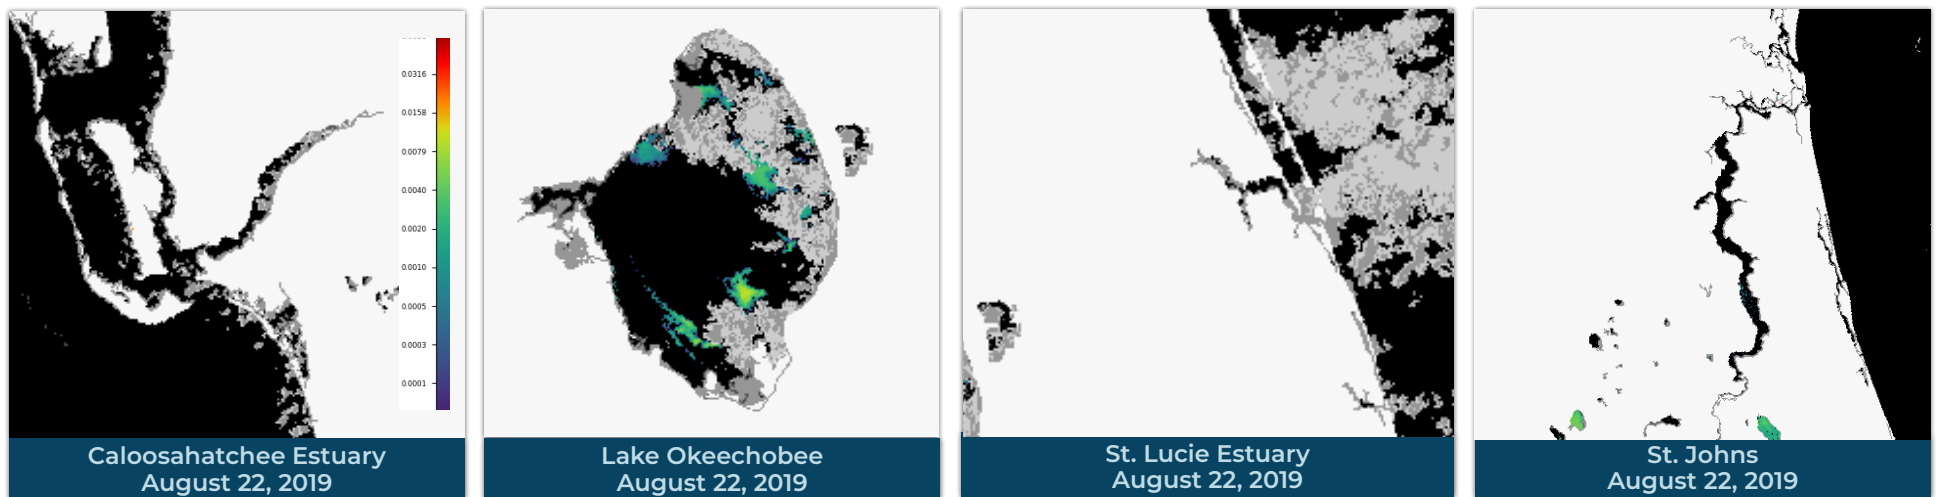 0.0316
0.0158
0.0079
0.0040
0.0020
0.0010
0.0005
0.0003
0.0001
Caloosahatchee Estuary
August 22, 2019
Lake Okeechobee
August 22, 2019
St. Lucie Estuary
August 22, 2019
St. Johns
August 22, 2019